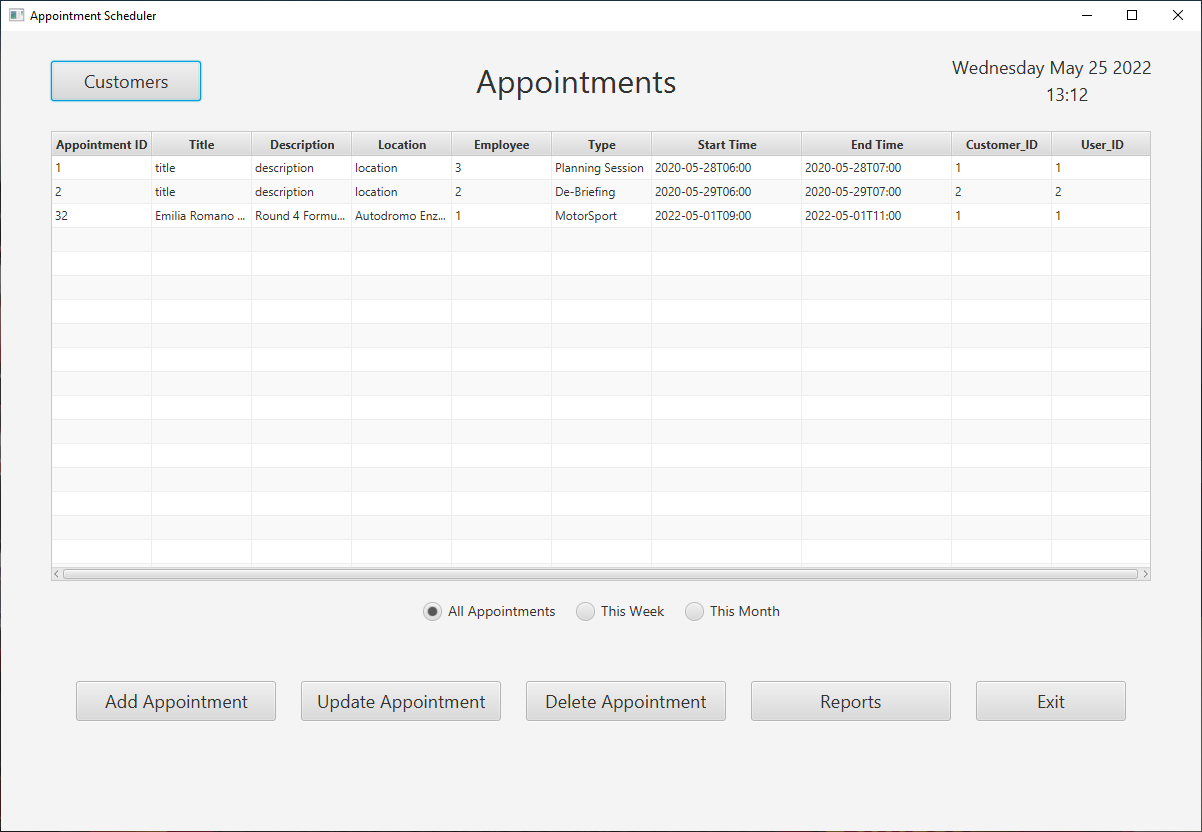 Appointment Scheduler
Customers
Appointments
Wednesday May 25 2022
13:12
Appointment ID Title Description Location Employee Type Start Time End Time Customer_ID User_ID
1 title description location 3 Planning Session 2020-05-28T06:00 2020-05-28T07:00 1 1
2 title description location 2 De-Briefing 2020-05-29T06:00 2020-05-29T07:00 2 2
32 Emilia Romano ... Round 4 Formu... Autodromo Enz... 1 MotorSport 2022-05-01T09:00 2022-05-01T11:00 1 1
All Appointments This Week This Month
Add Appointment Update Appointment Delete Appointment Reports Exit